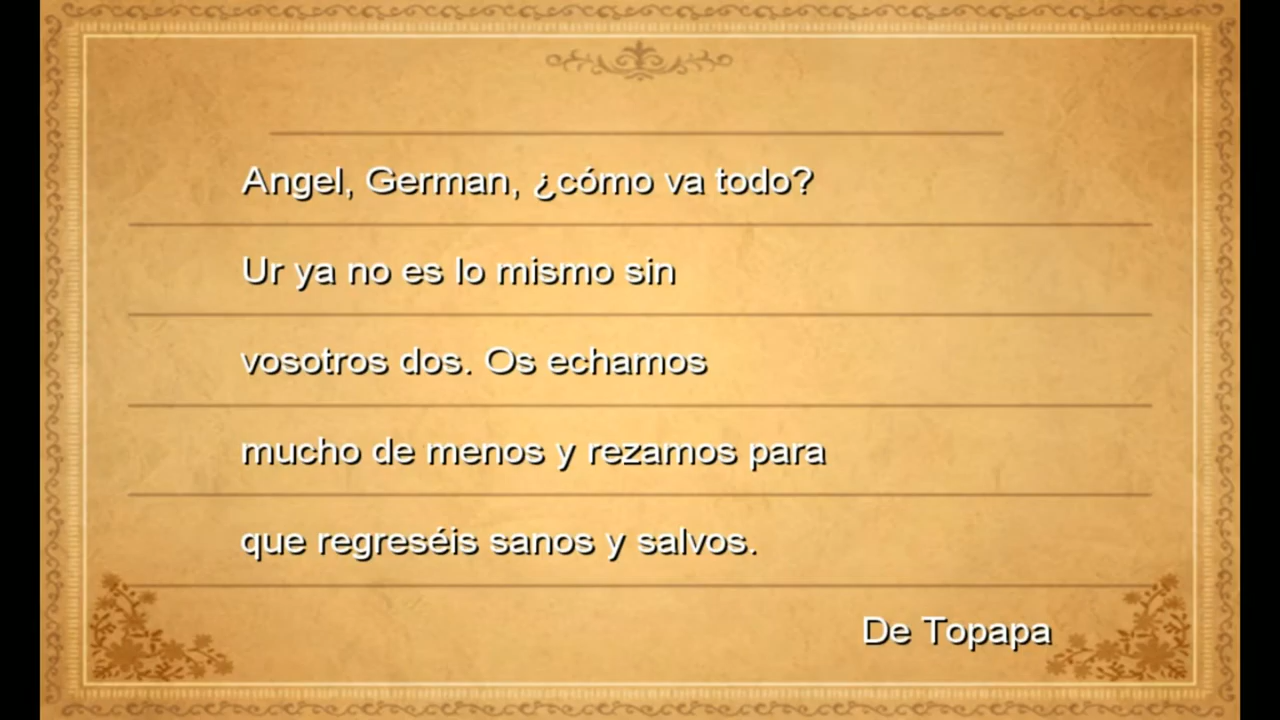 Angel, German, ¿cómo va todo?
Ur ya no es lo mismo sin
vosotros dos. Os echamos
mucho de menos y rezamos para
que regreséis sanos y salvos.
De Topapa